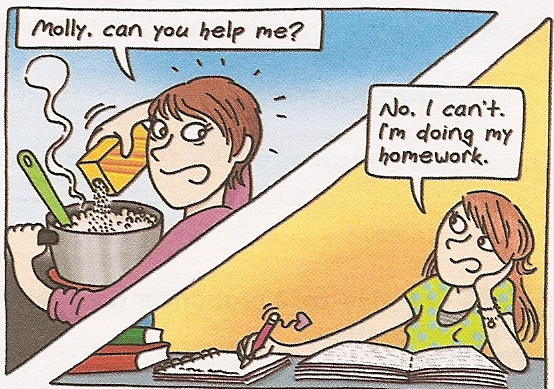 Molly, can you help me?
No, I can't.
I'm doing my
homework.